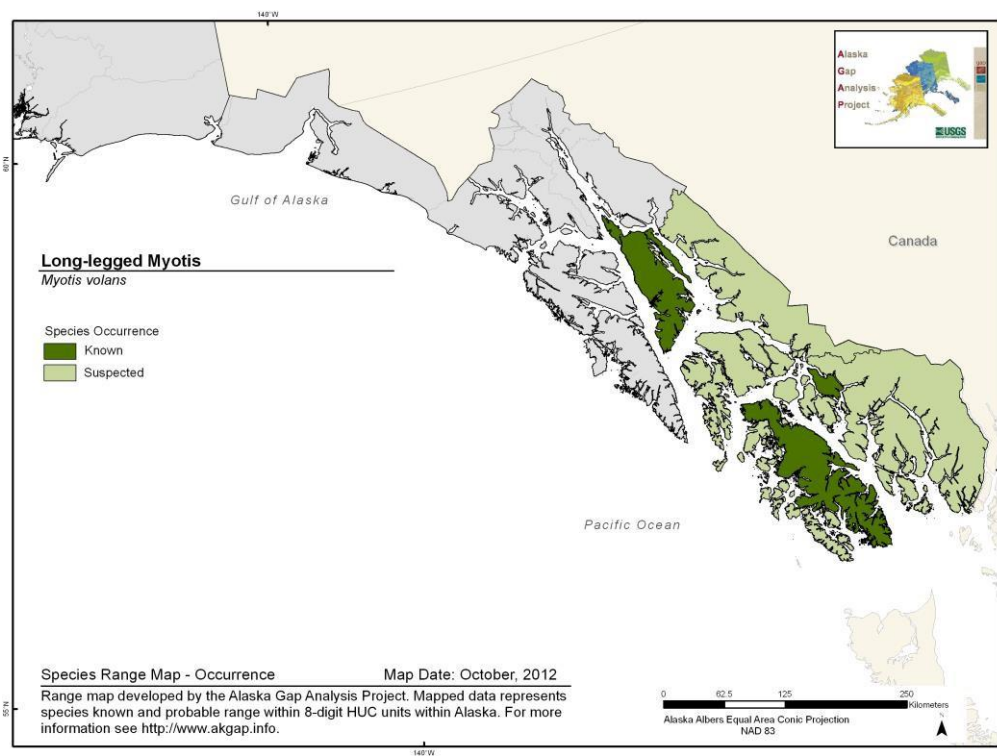 148°W
Alaska
Gap
Analysis
Project
USGS
60°N
Gulf of Alaska
Canada
Long-legged Myotis
Myotis volans
Species Occurrence
Known
Suspected
Pacific Ocean
Species Range Map - Occurrence Map Date: October, 2012
Range map developed by the Alaska Gap Analysis Project. Mapped data represents
species known and probable range within 8-digit HUC units within Alaska. For more
information see http://www.akgap.info.
0 62.5 125 250
Kilometers
Alaska Albers Equal Area Conic Projection
NAD 83
55°N